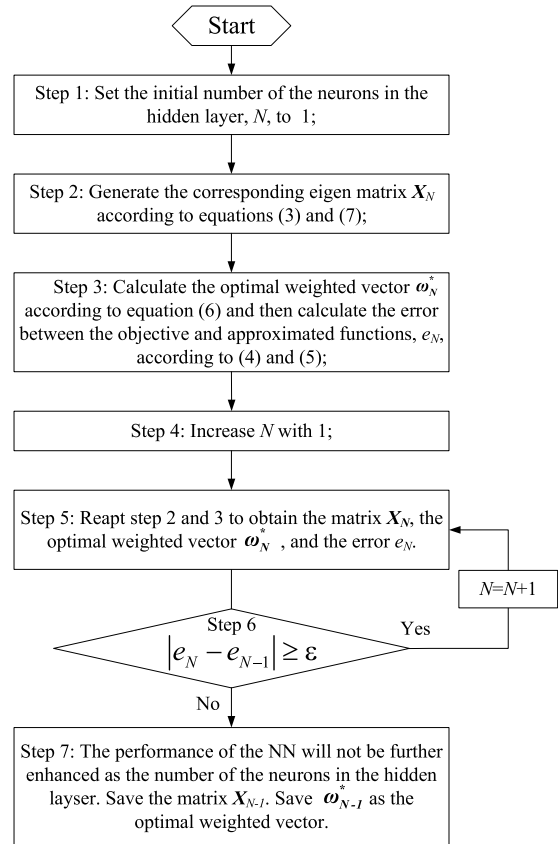 Start
Step 1: Set the initial number of the neurons in the
hidden layer, N, to 1;
Step 2: Generate the corresponding eigen matrix X_N
according to equations (3) and (7);
Step 3: Calculate the optimal weighted vector ω_N^*
according to equation (6) and then calculate the error
between the objective and approximated functions, e_N,
according to (4) and (5);
Step 4: Increase N with 1;
Step 5: Reapt step 2 and 3 to obtain the matrix X_N, the
optimal weighted vector ω_N^* , and the error e_N.
N=N+1
Step 6
|e_N − e_{N−1}| ≥ ε
Yes
No
Step 7: The performance of the NN will not be further
enhanced as the number of the neurons in the hidden
layser. Save the matrix X_{N-1}. Save ω_{N-1}^* as the
optimal weighted vector.